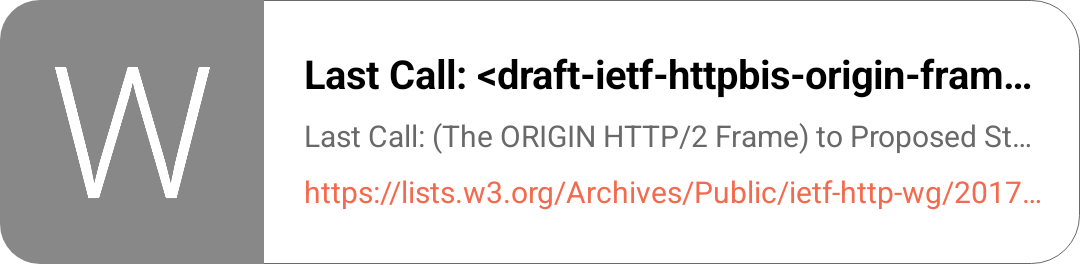 W
Last Call: <draft-ietf-httpbis-origin-fram...
Last Call: (The ORIGIN HTTP/2 Frame) to Proposed St...
https://lists.w3.org/Archives/Public/ietf-http-wg/2017...